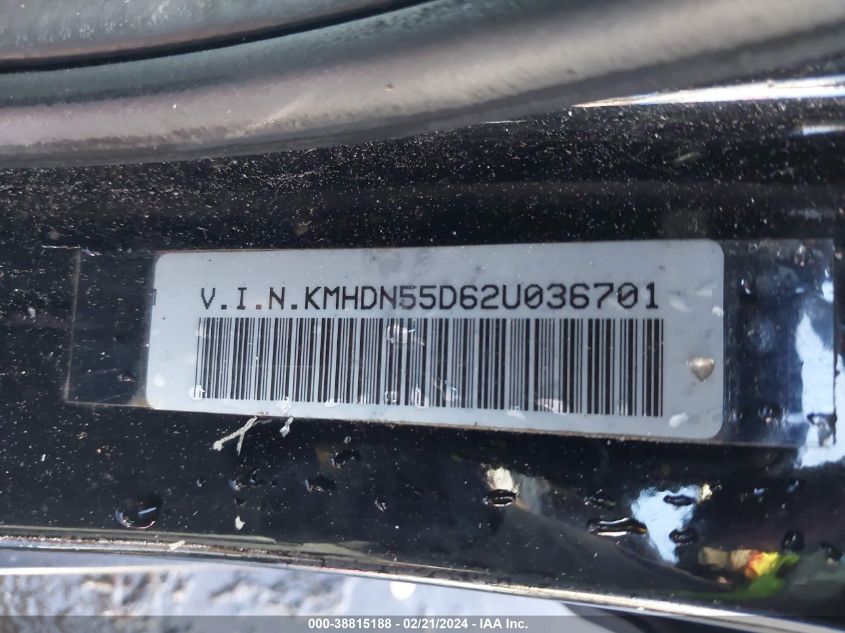 V.I.N.KMHDN55D62U036701
000-38815188 - 02/21/2024 - © IAA, Inc.